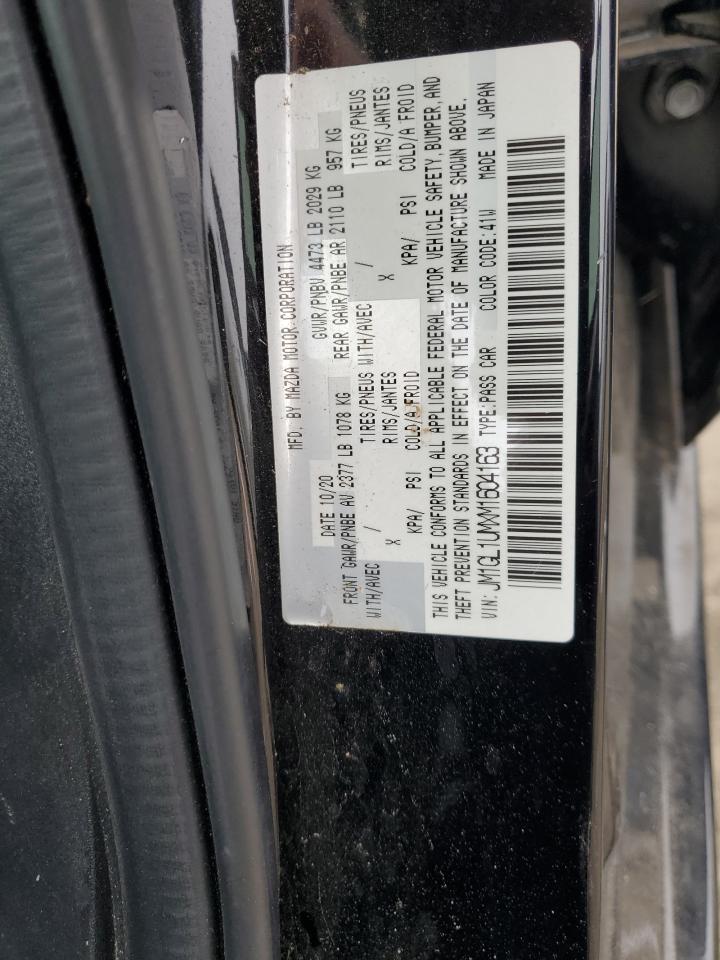 MFD. BY MAZDA MOTOR CORPORATION
DATE 10/20 GVWR/PNBV 4473 LB 2029 KG
FRONT GAWR/PNBE AV 2377 LB 1078 KG REAR GAWR/PNBE AR 2110 LB 957 KG
WITH/AVEC / TIRES/PNEUS WITH/AVEC / TIRES/PNEUS
X RIMS/JANTES X RIMS/JANTES
KPA/ PSI COLD/A FROID KPA/ PSI COLD/A FROID
THIS VEHICLE CONFORMS TO ALL APPLICABLE FEDERAL MOTOR VEHICLE SAFETY, BUMPER, AND
THEFT PREVENTION STANDARDS IN EFFECT ON THE DATE OF MANUFACTURE SHOWN ABOVE.
VIN: JM1GL1UMXM1604163 TYPE:PASS CAR COLOR CODE:41W MADE IN JAPAN